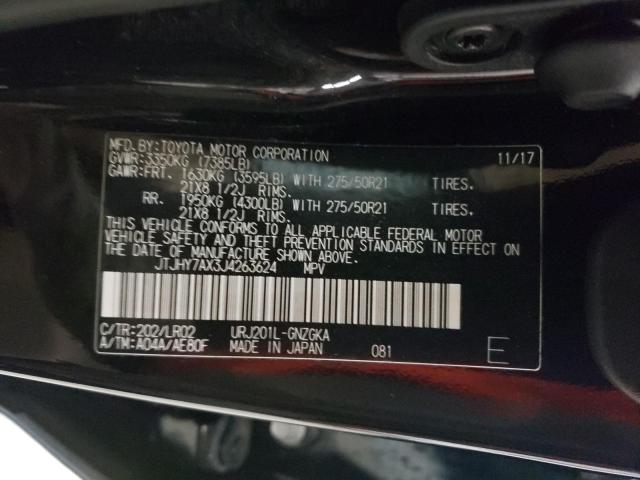 MFD.BY:TOYOTA MOTOR CORPORATION 11/17
GVWR:3350KG (7385LB)
GAWR:FRT. 1630KG (3595LB) WITH 275/50R21 TIRES.
21X8 1/2J RIMS.
RR. 1950KG (4300LB) WITH 275/50R21 TIRES.
21X8 1/2J RIMS.
THIS VEHICLE CONFORMS TO ALL APPLICABLE FEDERAL MOTOR
VEHICLE SAFETY AND THEFT PREVENTION STANDARDS IN EFFECT ON
THE DATE OF MANUFACTURE SHOWN ABOVE.
JTJHY7AX3J4263624 MPV
C/TR:202/LR02 URJ201L-GNZGKA
A/TM:A04A/AE80F MADE IN JAPAN 081 E